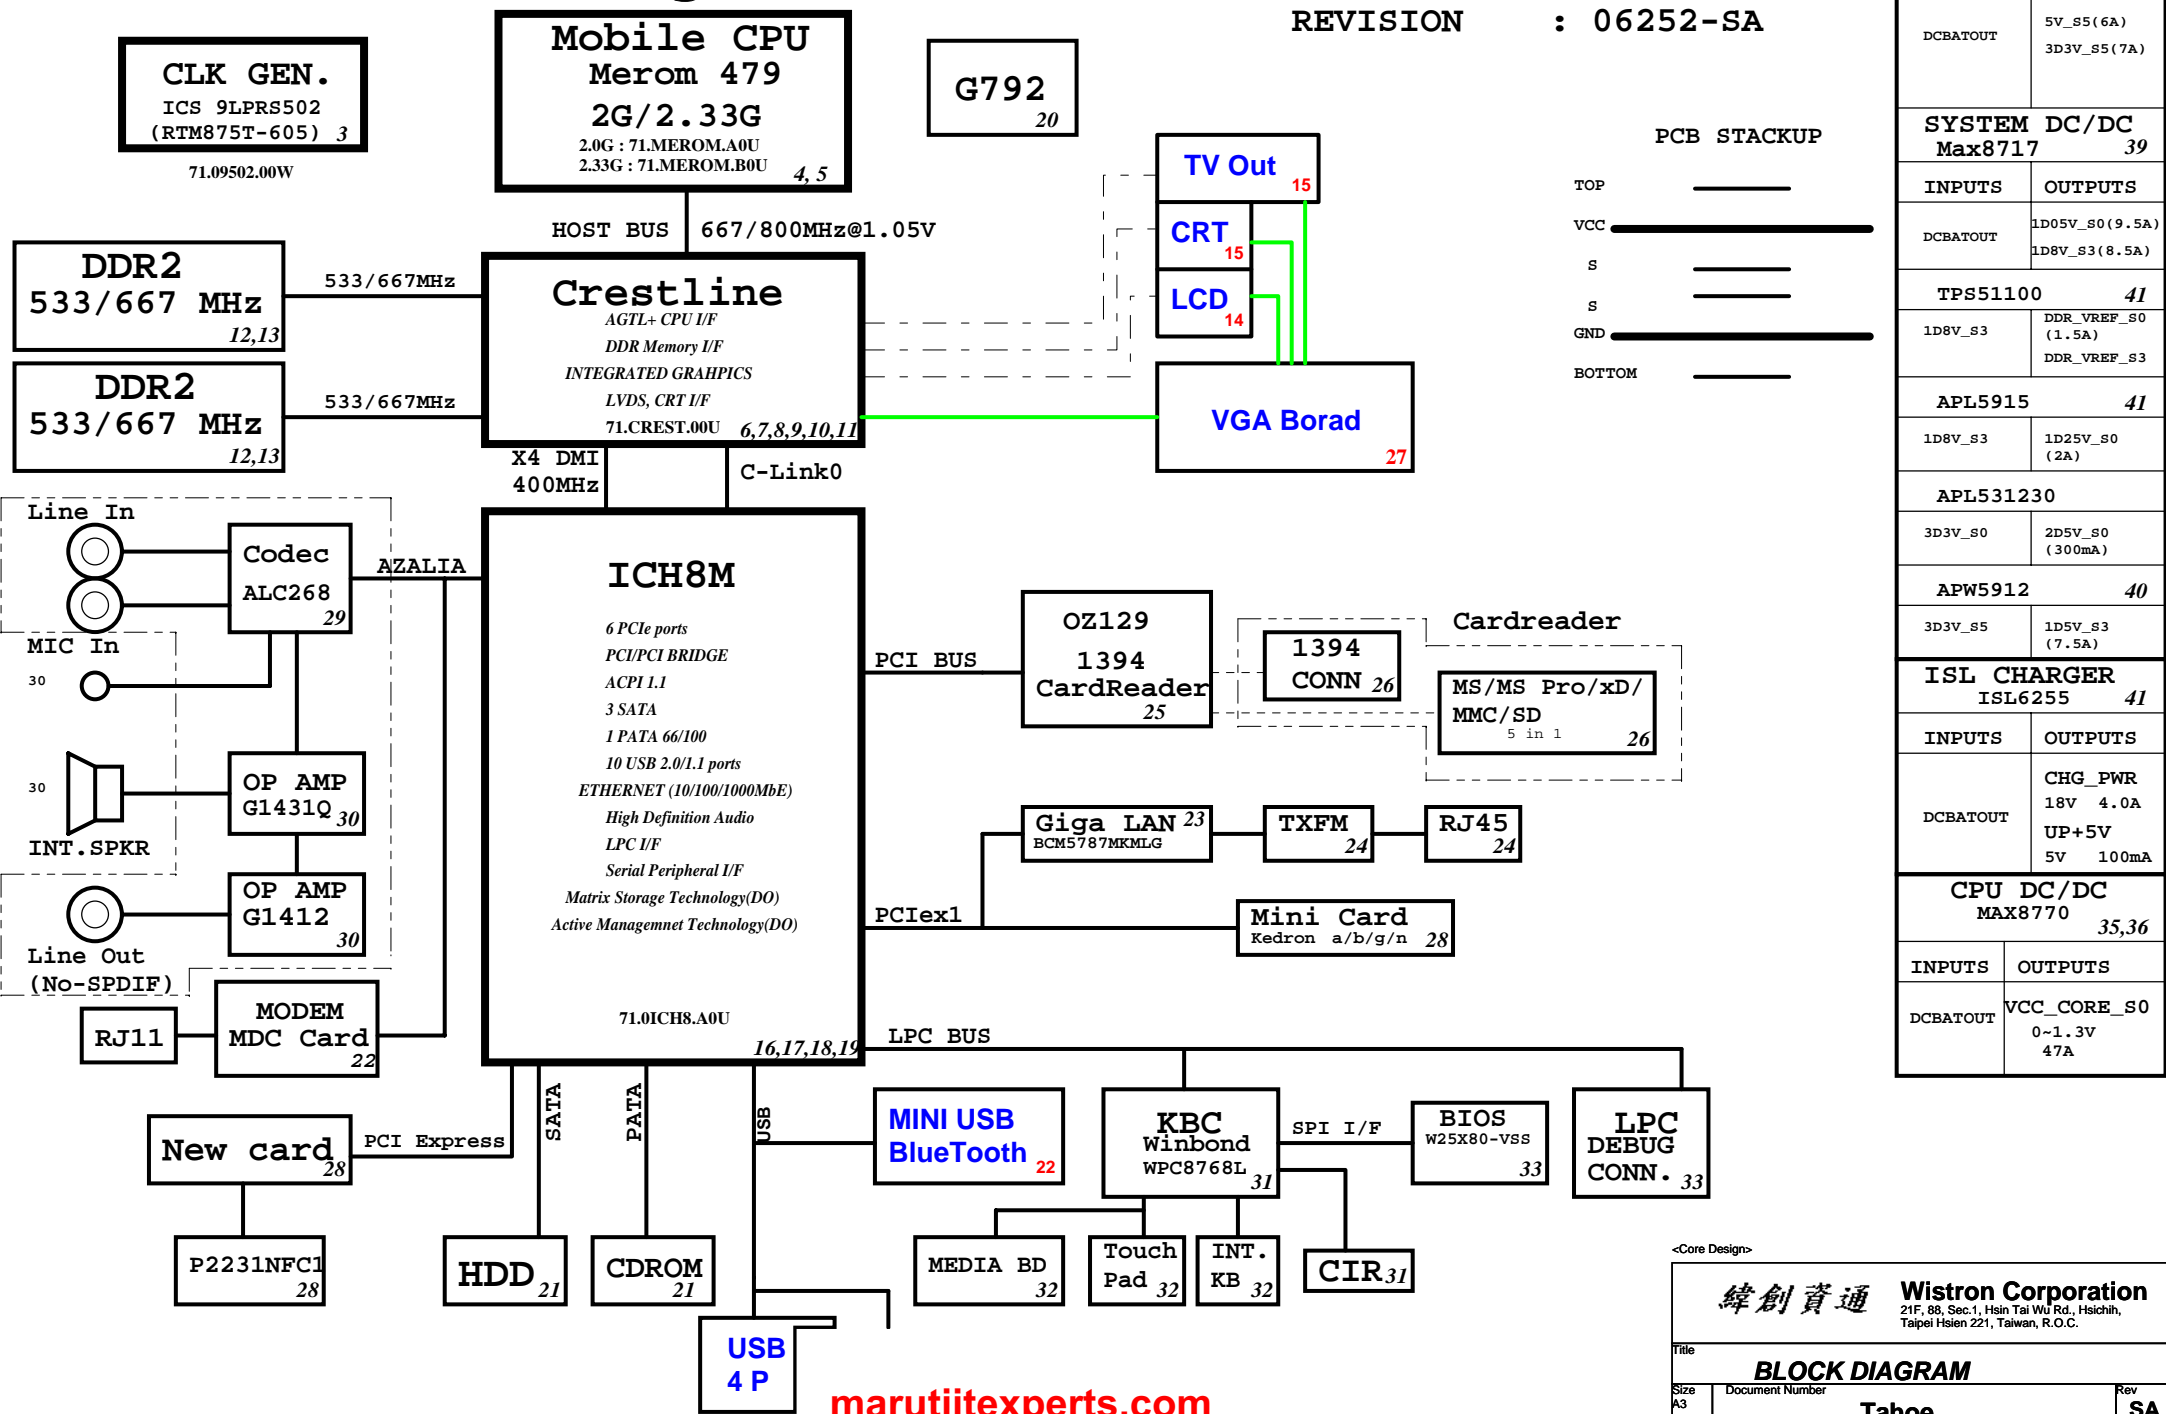 REVISION : 06252-SA
CLK GEN.
ICS 9LPRS502
(RTM875T-605) 3
71.09502.00W
Mobile CPU
Merom 479
2G/2.33G
2.0G : 71.MEROM.A0U
2.33G : 71.MEROM.B0U
4, 5
G792
20
HOST BUS
667/800MHz@1.05V
DDR2
533/667 MHz
12,13
533/667MHz
DDR2
533/667 MHz
12,13
533/667MHz
Crestline
AGTL+ CPU I/F
DDR Memory I/F
INTEGRATED GRAHPICS
LVDS, CRT I/F
71.CREST.00U 6,7,8,9,10,11
TV Out
15
CRT
15
LCD
14
VGA Borad
27
PCB STACKUP
TOP
VCC
S
S
GND
BOTTOM
X4 DMI
400MHz
C-Link0
Line In
Codec
ALC268
29
AZALIA
MIC In
30
30
OP AMP
G1431Q 30
INT.SPKR
OP AMP
G1412
30
Line Out
(No-SPDIF)
RJ11
MODEM
MDC Card
22
ICH8M
6 PCIe ports
PCI/PCI BRIDGE
ACPI 1.1
3 SATA
1 PATA 66/100
10 USB 2.0/1.1 ports
ETHERNET (10/100/1000MbE)
High Definition Audio
LPC I/F
Serial Peripheral I/F
Matrix Storage Technology(DO)
Active Managemnet Technology(DO)
71.0ICH8.A0U
16,17,18,19
PCI BUS
OZ129
1394
CardReader
25
1394
CONN 26
Cardreader
MS/MS Pro/xD/
MMC/SD
5 in 1
26
Giga LAN 23
BCM5787MKMLG
TXFM
24
RJ45
24
PCIex1
Mini Card
Kedron a/b/g/n 28
LPC BUS
New card
28
PCI Express
SATA
PATA
USB
P2231NFC1
28
HDD 21
CDROM
21
MINI USB
BlueTooth 22
KBC
Winbond
WPC8768L
31
SPI I/F
BIOS
W25X80-VSS
33
LPC
DEBUG
CONN. 33
MEDIA BD
32
Touch
Pad 32
INT.
KB 32
CIR 31
USB
4 P
marutiitexperts.com
DCBATOUT
5V_S5(6A)
3D3V_S5(7A)
SYSTEM DC/DC
Max8717 39
INPUTS OUTPUTS
DCBATOUT
1D05V_S0(9.5A)
1D8V_S3(8.5A)
TPS51100 41
1D8V_S3
DDR_VREF_S0
(1.5A)
DDR_VREF_S3
APL5915 41
1D8V_S3 1D25V_S0
(2A)
APL531230
3D3V_S0 2D5V_S0
(300mA)
APW5912 40
3D3V_S5 1D5V_S3
(7.5A)
ISL CHARGER
ISL6255 41
INPUTS OUTPUTS
DCBATOUT
CHG_PWR
18V 4.0A
UP+5V
5V 100mA
CPU DC/DC
MAX8770
35,36
INPUTS OUTPUTS
DCBATOUT
VCC_CORE_S0
0~1.3V
47A
<Core Design>
緯創資通
Wistron Corporation
21F, 88, Sec.1, Hsin Tai Wu Rd., Hsichih,
Taipei Hsien 221, Taiwan, R.O.C.
Title
BLOCK DIAGRAM
Size
A3
Document Number
Tahoe
Rev
SA